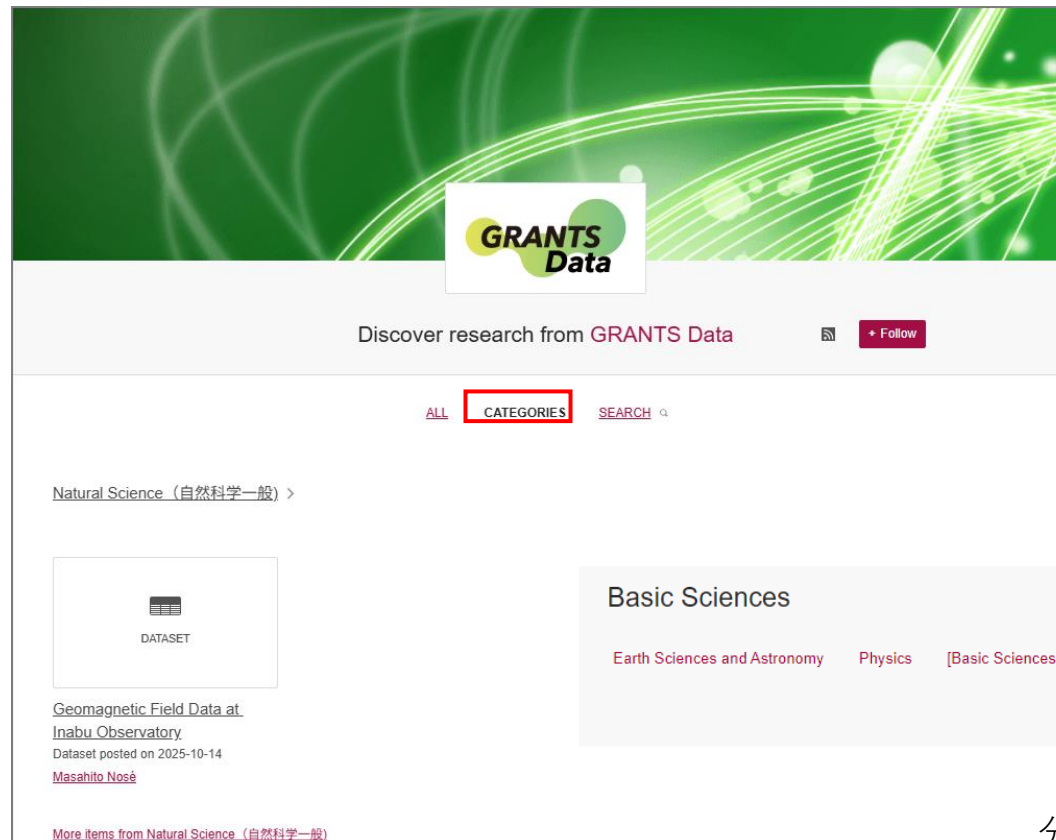 GRANTS
Data
Discover research from GRANTS Data
+ Follow
ALL CATEGORIES SEARCH
Natural Science（自然科学一般) >
DATASET
Geomagnetic Field Data at
Inabu Observatory
Dataset posted on 2025-10-14
Masahito Nosé
More items from Natural Science（自然科学一般)
Basic Sciences
Earth Sciences and Astronomy Physics [Basic Sciences